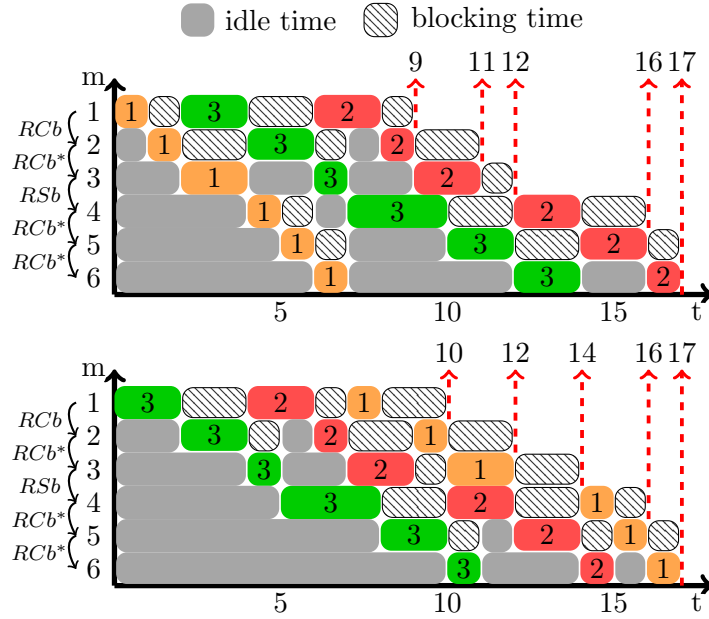 idle time blocking time
9 11 12 16 17
m
1 1 3 2
RCb
2 1 3 2
RCb*
3 1 3 2
RSb
4 1 3 2
RCb*
5 1 3 2
RCb*
6 1 3 2
5 10 15 t
10 12 14 16 17
m
1 3 2 1
RCb
2 3 2 1
RCb*
3 3 2 1
RSb
4 3 2 1
RCb*
5 3 2 1
RCb*
6 3 2 1
5 10 15 t